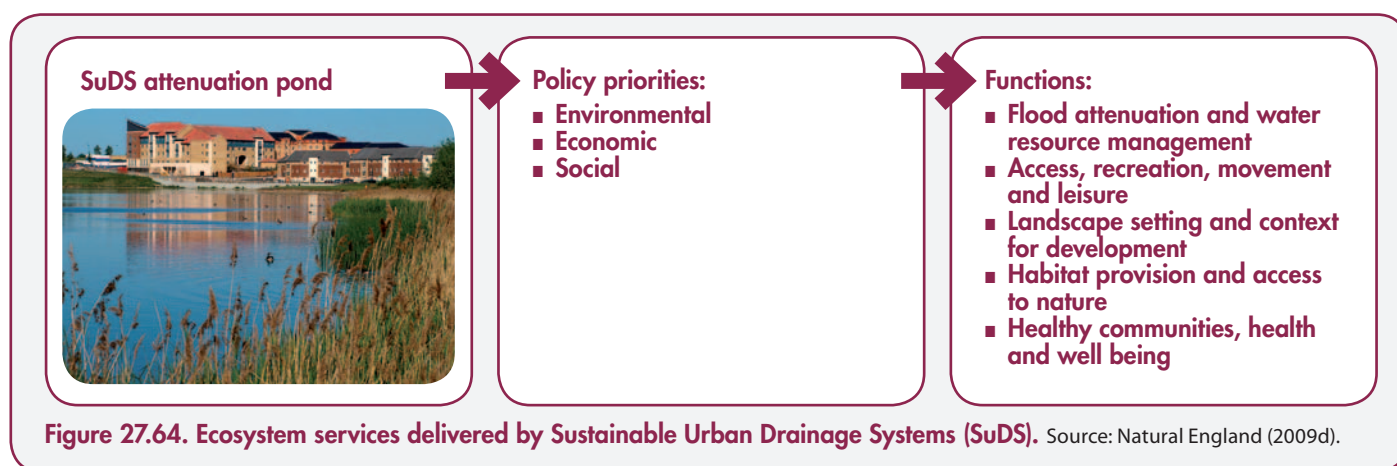 SuDS attenuation pond
Policy priorities:
▪ Environmental
▪ Economic
▪ Social
Functions:
▪ Flood attenuation and water
resource management
▪ Access, recreation, movement
and leisure
▪ Landscape setting and context
for development
▪ Habitat provision and access
to nature
▪ Healthy communities, health
and well being
Figure 27.64. Ecosystem services delivered by Sustainable Urban Drainage Systems (SuDS). Source: Natural England (2009d).